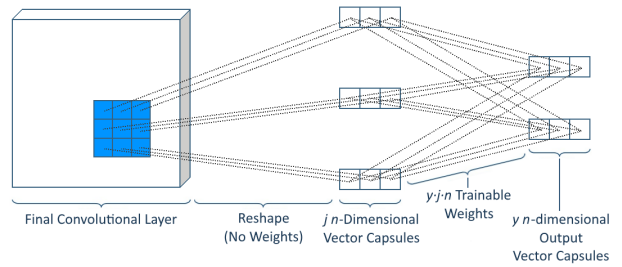 Final Convolutional Layer
Reshape
(No Weights)
j n-Dimensional
Vector Capsules
y·j·n Trainable
Weights
y n-dimensional
Output
Vector Capsules